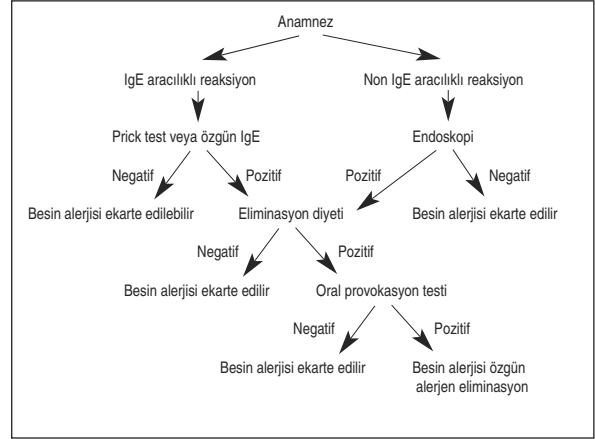 Anamnez
IgE aracılıklı reaksiyon
Non IgE aracılıklı reaksiyon
Prick test veya özgün IgE
Endoskopi
Negatif
Pozitif
Pozitif
Negatif
Besin alerjisi ekarte edilebilir
Eliminasyon diyeti
Besin alerjisi ekarte edilir
Negatif
Pozitif
Besin alerjisi ekarte edilir
Oral provokasyon testi
Negatif
Pozitif
Besin alerjisi ekarte edilir
Besin alerjisi özgün
alerjen eliminasyon